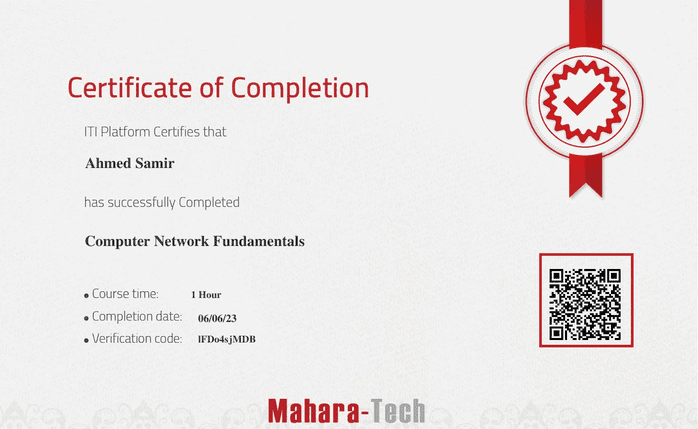 Certificate of Completion
ITI Platform Certifies that
Ahmed Samir
has successfully Completed
Computer Network Fundamentals
• Course time: 1 Hour
• Completion date: 06/06/23
• Verification code: lFDo4sjMDB
Mahara-Tech